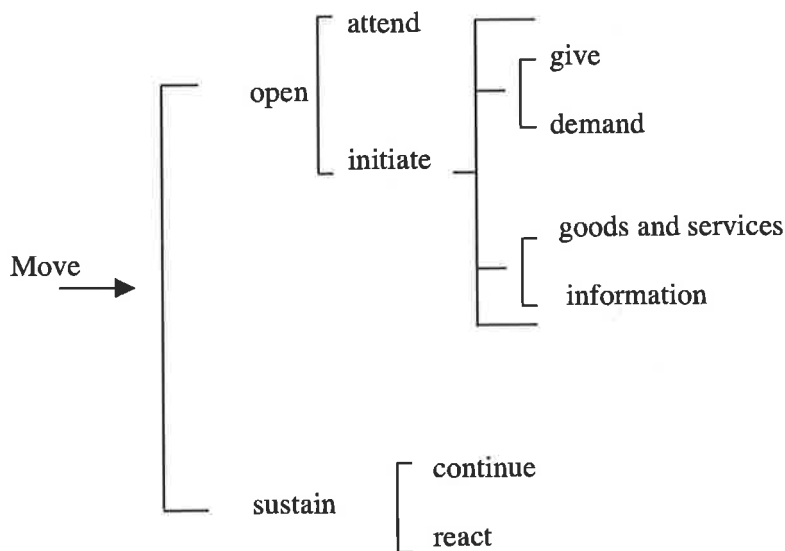 attend
give
open
demand
initiate
goods and services
Move
information
continue
sustain
react